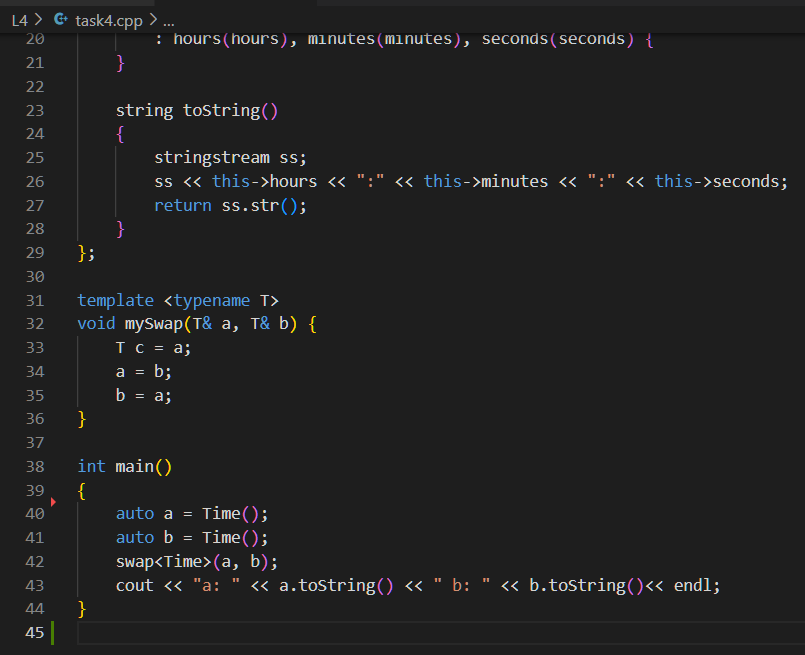 L4 > task4.cpp > ...
20 : hours(hours), minutes(minutes), seconds(seconds) {
21 }
22
23 string toString()
24 {
25 stringstream ss;
26 ss << this->hours << ":" << this->minutes << ":" << this->seconds;
27 return ss.str();
28 }
29 };
30
31 template <typename T>
32 void mySwap(T& a, T& b) {
33 T c = a;
34 a = b;
35 b = a;
36 }
37
38 int main()
39 {
40 auto a = Time();
41 auto b = Time();
42 swap<Time>(a, b);
43 cout << "a: " << a.toString() << " b: " << b.toString()<< endl;
44 }
45